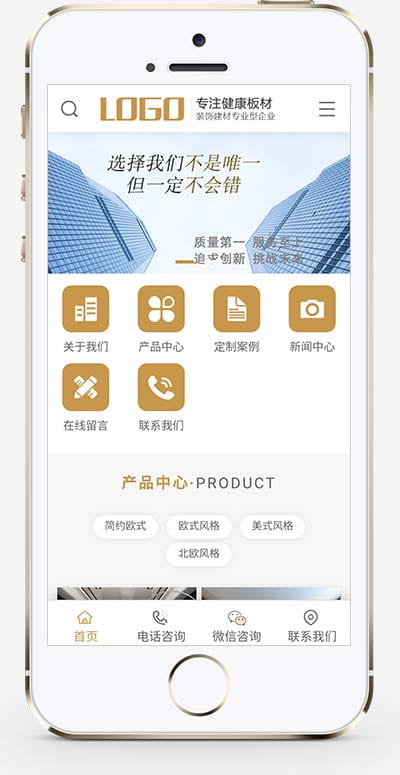 LOGO 专注健康板材
装饰建材专业型企业
选择我们不是唯一
但一定不会错
质量第一 服务至上
追求创新 挑战未来
关于我们 产品中心 定制案例 新闻中心
在线留言 联系我们
产品中心·PRODUCT
简约欧式 欧式风格 美式风格
北欧风格
首页 电话咨询 微信咨询 联系我们